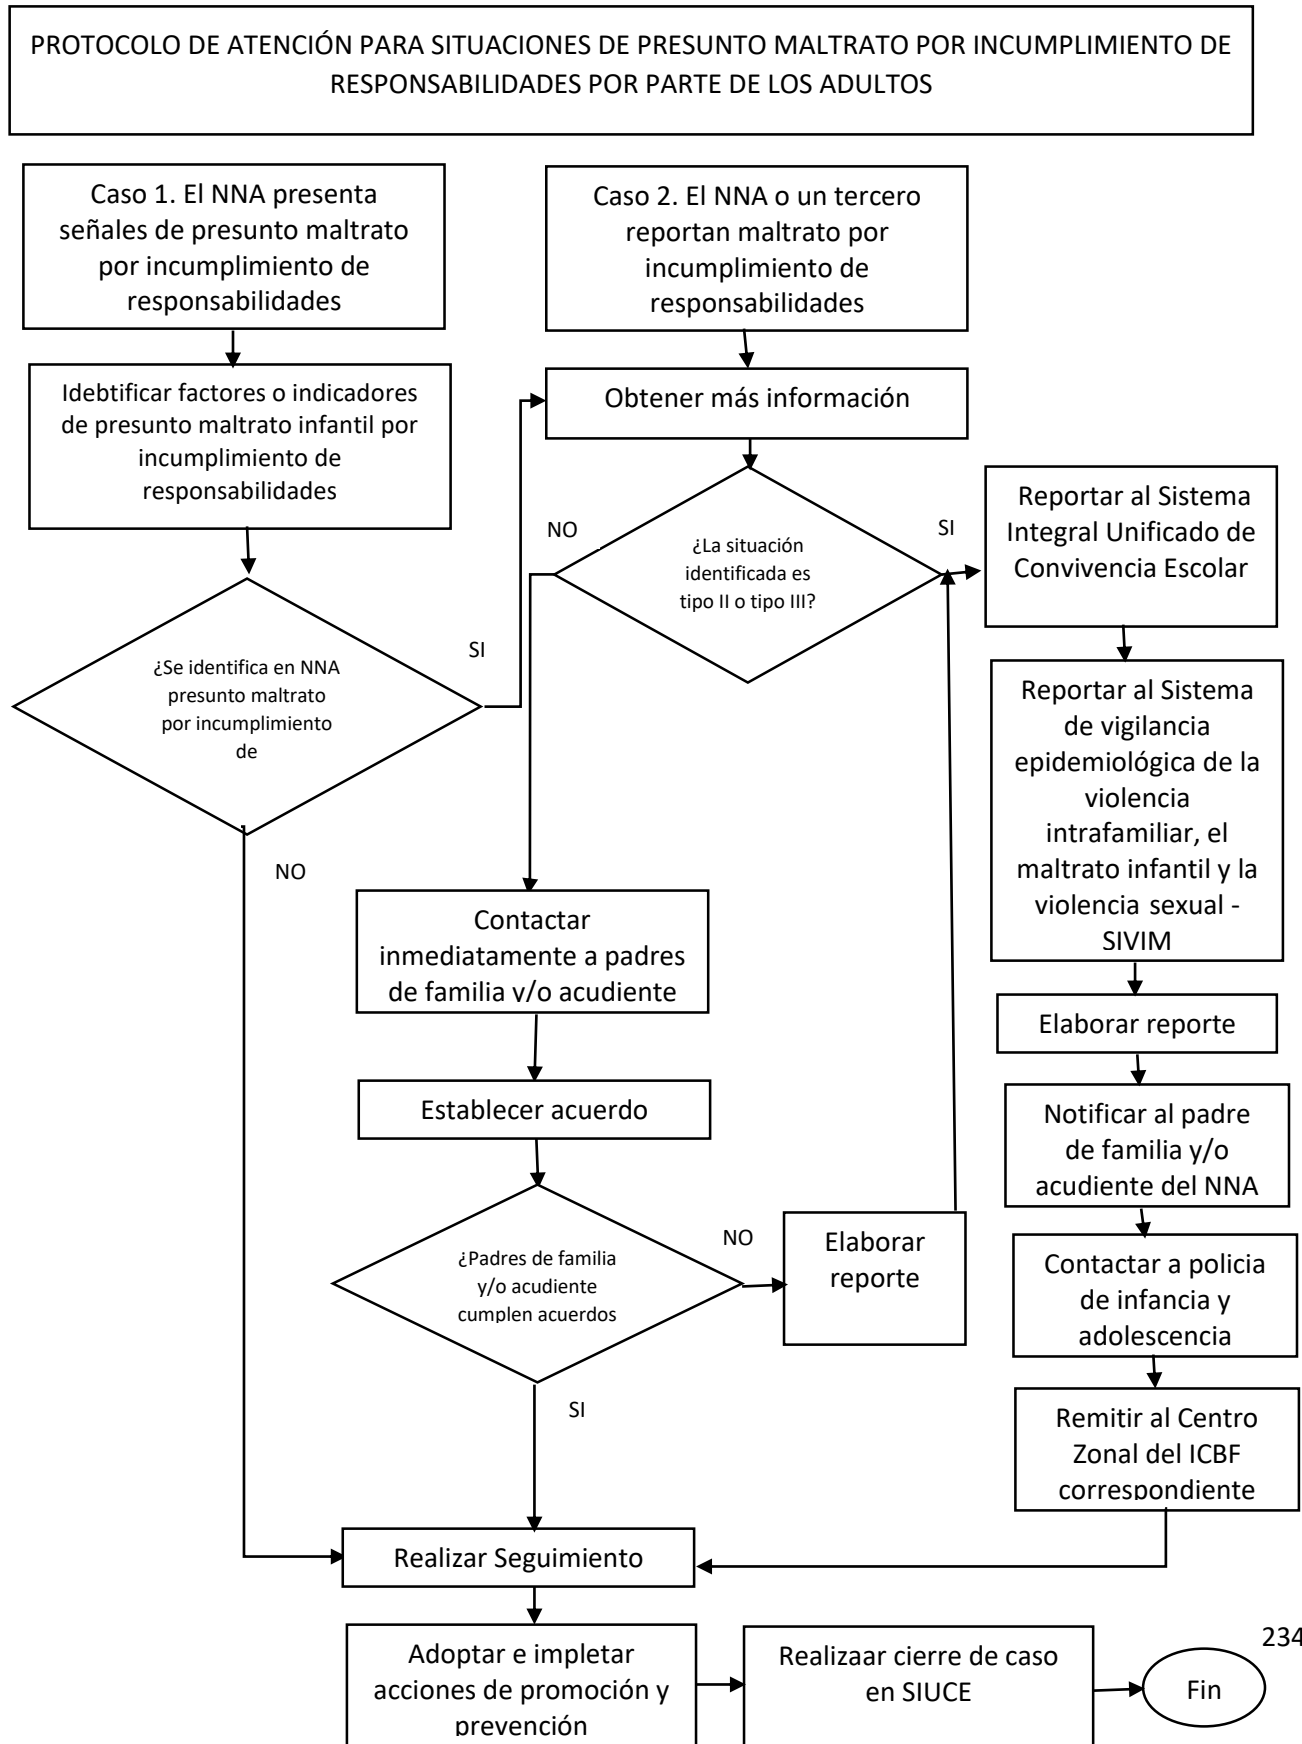 PROTOCOLO DE ATENCIÓN PARA SITUACIONES DE PRESUNTO MALTRATO POR INCUMPLIMIENTO DE
RESPONSABILIDADES POR PARTE DE LOS ADULTOS
Caso 1. El NNA presenta
señales de presunto maltrato
por incumplimiento de
responsabilidades
Caso 2. El NNA o un tercero
reportan maltrato por
incumplimiento de
responsabilidades
Idebtificar factores o indicadores
de presunto maltrato infantil por
incumplimiento de
responsabilidades
Obtener más información
¿La situación
identificada es
tipo II o tipo III?
NO
SI
Reportar al Sistema
Integral Unificado de
Convivencia Escolar
¿Se identifica en NNA
presunto maltrato
por incumplimiento
de
SI
NO
Reportar al Sistema
de vigilancia
epidemiológica de la
violencia
intrafamiliar, el
maltrato infantil y la
violencia sexual -
SIVIM
Contactar
inmediatamente a padres
de familia y/o acudiente
Elaborar reporte
Establecer acuerdo
Notificar al padre
de familia y/o
acudiente del NNA
¿Padres de familia
y/o acudiente
cumplen acuerdos
NO
SI
Elaborar
reporte
Contactar a policia
de infancia y
adolescencia
Remitir al Centro
Zonal del ICBF
correspondiente
Realizar Seguimiento
Adoptar e impletar
acciones de promoción y
prevención
Realizaar cierre de caso
en SIUCE
Fin
234